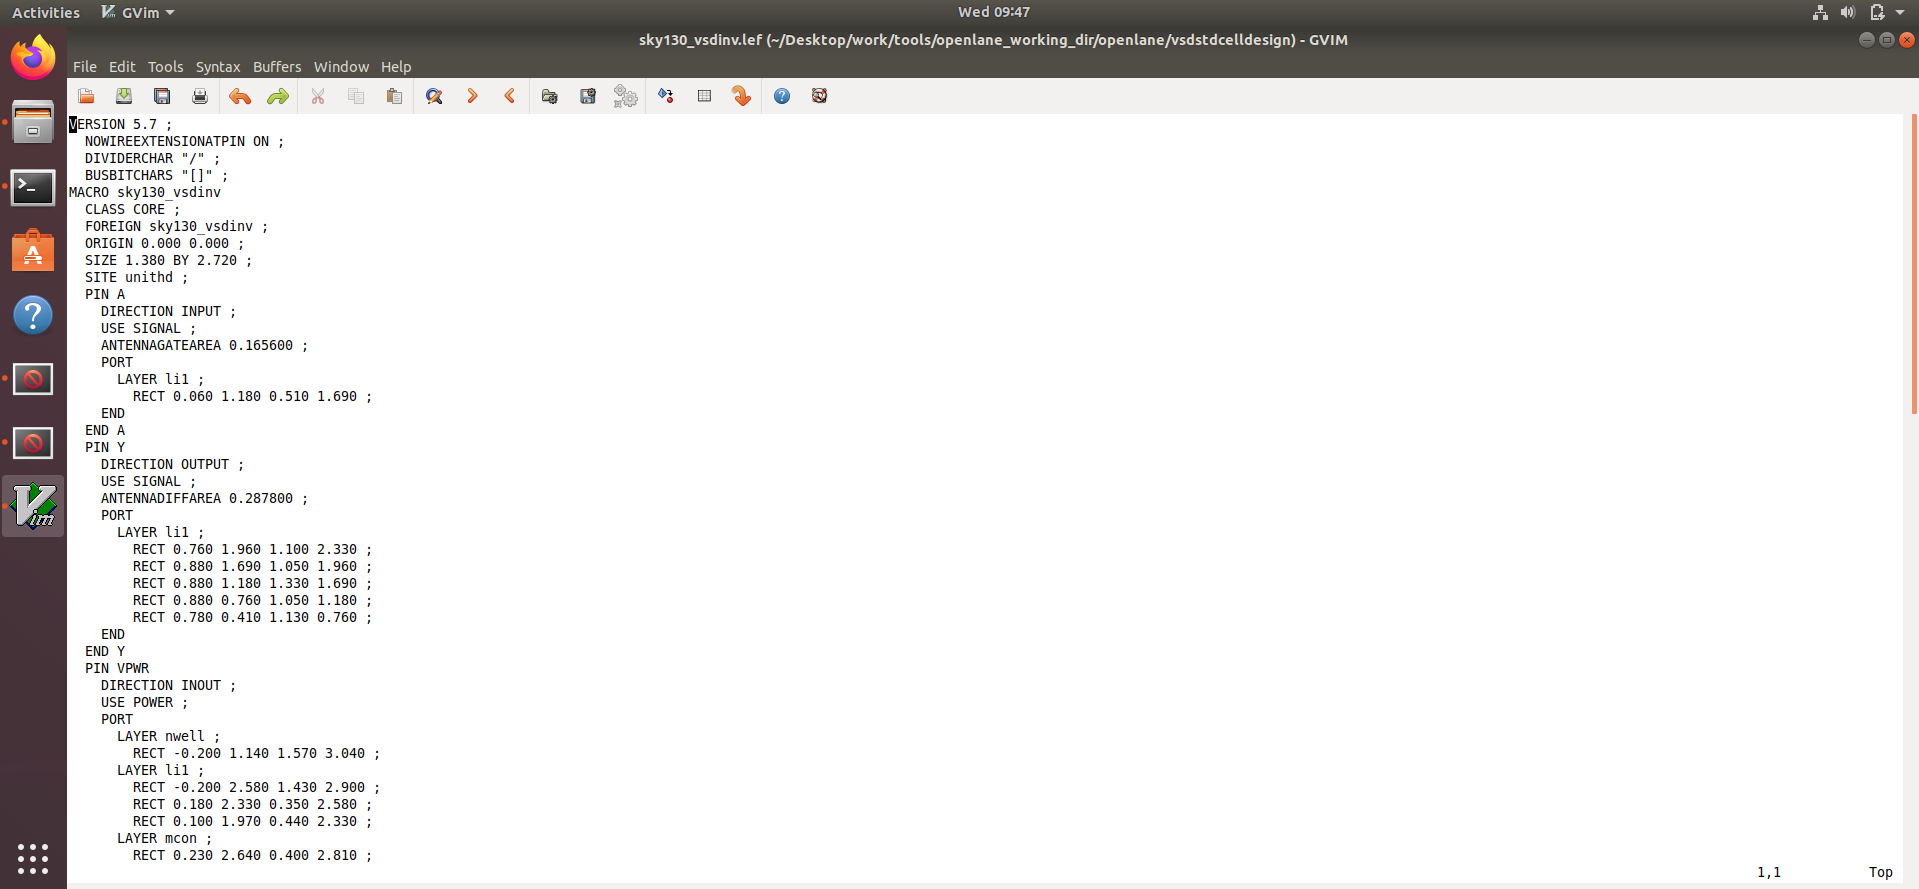 Activities GVim Wed 09:47
sky130_vsdinv.lef (~/Desktop/work/tools/openlane_working_dir/openlane/vsdstdcelldesign) - GVIM
File Edit Tools Syntax Buffers Window Help
VERSION 5.7 ;
  NOWIREEXTENSIONATPIN ON ;
  DIVIDERCHAR "/" ;
  BUSBITCHARS "[]" ;
MACRO sky130_vsdinv
  CLASS CORE ;
  FOREIGN sky130_vsdinv ;
  ORIGIN 0.000 0.000 ;
  SIZE 1.380 BY 2.720 ;
  SITE unithd ;
  PIN A
    DIRECTION INPUT ;
    USE SIGNAL ;
    ANTENNAGATEAREA 0.165600 ;
    PORT
      LAYER li1 ;
        RECT 0.060 1.180 0.510 1.690 ;
    END
  END A
  PIN Y
    DIRECTION OUTPUT ;
    USE SIGNAL ;
    ANTENNADIFFAREA 0.287800 ;
    PORT
      LAYER li1 ;
        RECT 0.760 1.960 1.100 2.330 ;
        RECT 0.880 1.690 1.050 1.960 ;
        RECT 0.880 1.180 1.330 1.690 ;
        RECT 0.880 0.760 1.050 1.180 ;
        RECT 0.780 0.410 1.130 0.760 ;
    END
  END Y
  PIN VPWR
    DIRECTION INOUT ;
    USE POWER ;
    PORT
      LAYER nwell ;
        RECT -0.200 1.140 1.570 3.040 ;
      LAYER li1 ;
        RECT -0.200 2.580 1.430 2.900 ;
        RECT 0.180 2.330 0.350 2.580 ;
        RECT 0.100 1.970 0.440 2.330 ;
      LAYER mcon ;
        RECT 0.230 2.640 0.400 2.810 ;
1,1 Top